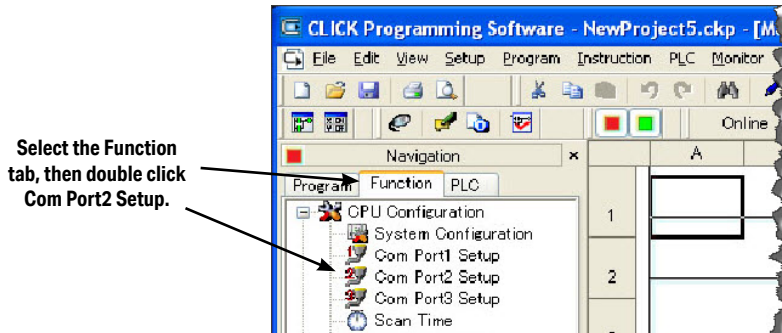 CLICK Programming Software - NewProject5.ckp - [M
File Edit View Setup Program Instruction PLC Monitor
Online
Select the Function
tab, then double click
Com Port2 Setup.
Navigation ×
Program Function PLC
CPU Configuration
System Configuration
Com Port1 Setup
Com Port2 Setup
Com Port3 Setup
Scan Time
A
1
2